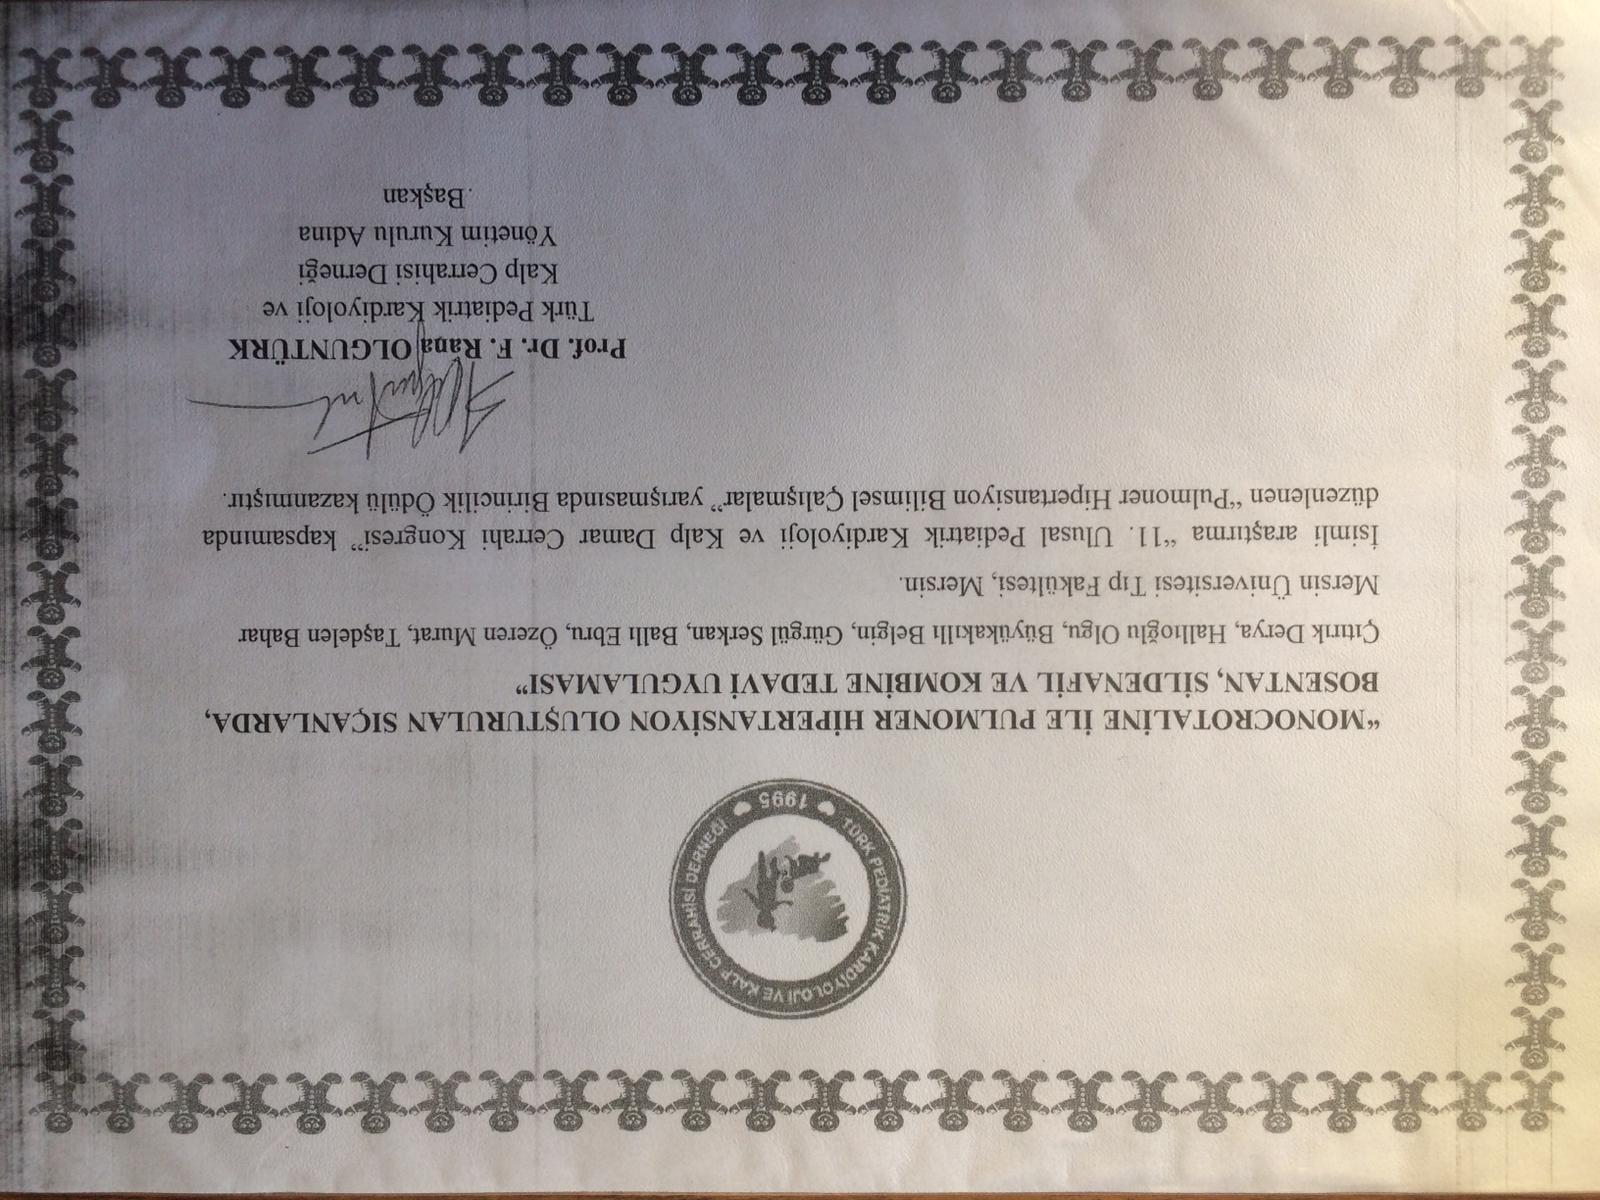 TÜRK PEDİATRİK KARDİYOLOJİ VE KALP CERRAHİSİ DERNEĞİ
1995
“MONOCROTALİNE İLE PULMONER HİPERTANSİYON OLUŞTURULAN SIÇANLARDA,
BOSENTAN, SİLDENAFİL VE KOMBİNE TEDAVİ UYGULAMASI”
Çıtırık Derya, Hallıoğlu Olgu, Büyükakıllı Belgin, Gürgül Serkan, Ballı Ebru, Özeren Murat, Taşdelen Bahar
Mersin Üniversitesi Tıp Fakültesi, Mersin.
İsimli araştırma “11. Ulusal Pediatrik Kardiyoloji ve Kalp Damar Cerrahi Kongresi” kapsamında
düzenlenen “Pulmoner Hipertansiyon Bilimsel Çalışmalar” yarışmasında Birincilik Ödülü kazanmıştır.
Prof. Dr. F. Rana OLGUNTÜRK
Türk Pediatrik Kardiyoloji ve
Kalp Cerrahisi Derneği
Yönetim Kurulu Adına
Başkan